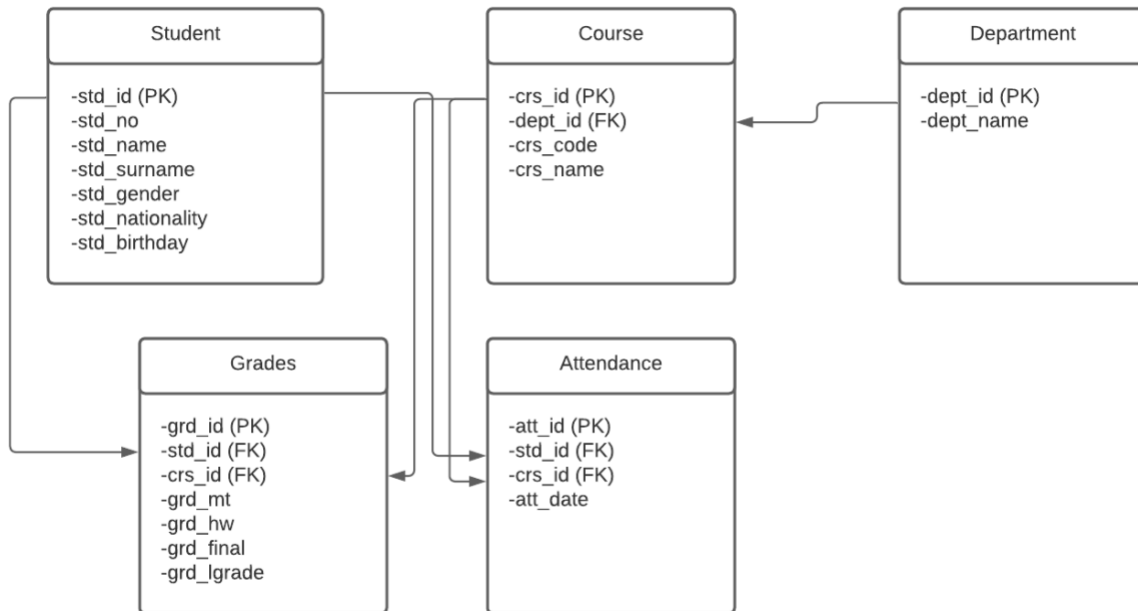 Student
-std_id (PK)
-std_no
-std_name
-std_surname
-std_gender
-std_nationality
-std_birthday
Course
-crs_id (PK)
-dept_id (FK)
-crs_code
-crs_name
Department
-dept_id (PK)
-dept_name
Grades
-grd_id (PK)
-std_id (FK)
-crs_id (FK)
-grd_mt
-grd_hw
-grd_final
-grd_lgrade
Attendance
-att_id (PK)
-std_id (FK)
-crs_id (FK)
-att_date